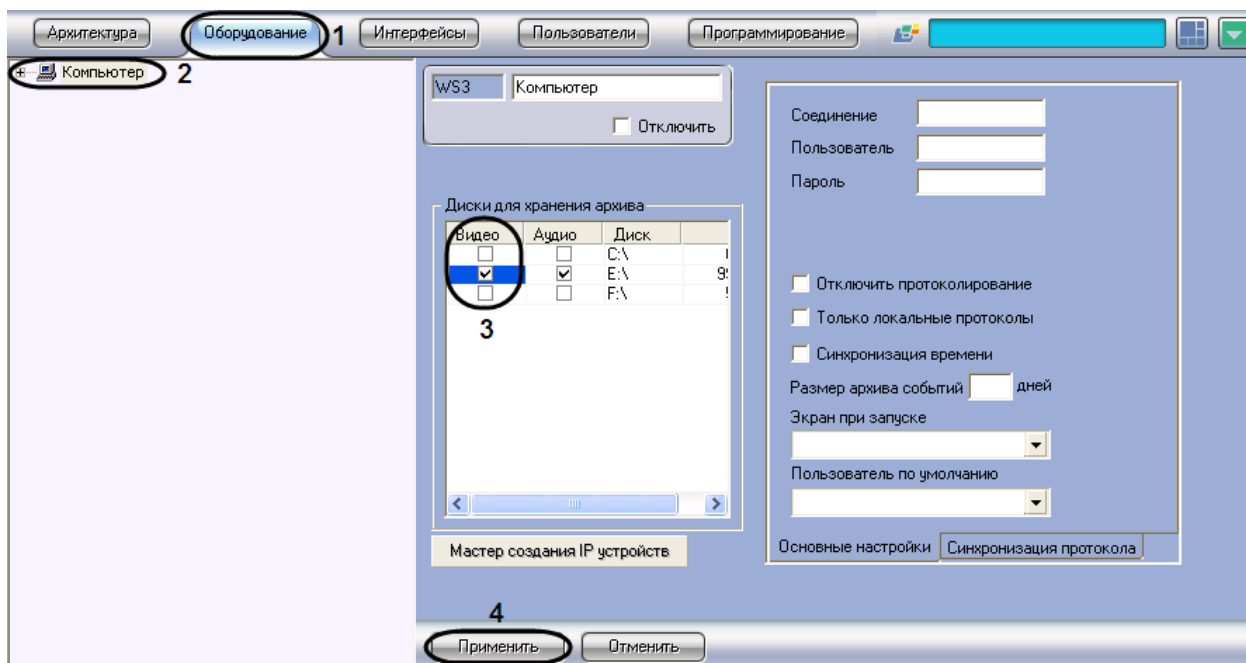 Архитектура Оборудование 1 Интерфейсы Пользователи Программирование
Компьютер 2
WS3 Компьютер
Отключить
Соединение
Пользователь
Пароль
Диски для хранения архива
Видео Аудио Диск
C:\
E:\ 99
F:\
3
Отключить протоколирование
Только локальные протоколы
Синхронизация времени
Размер архива событий дней
Экран при запуске
Пользователь по умолчанию
Мастер создания IP устройств
Основные настройки Синхронизация протокола
4
Применить Отменить